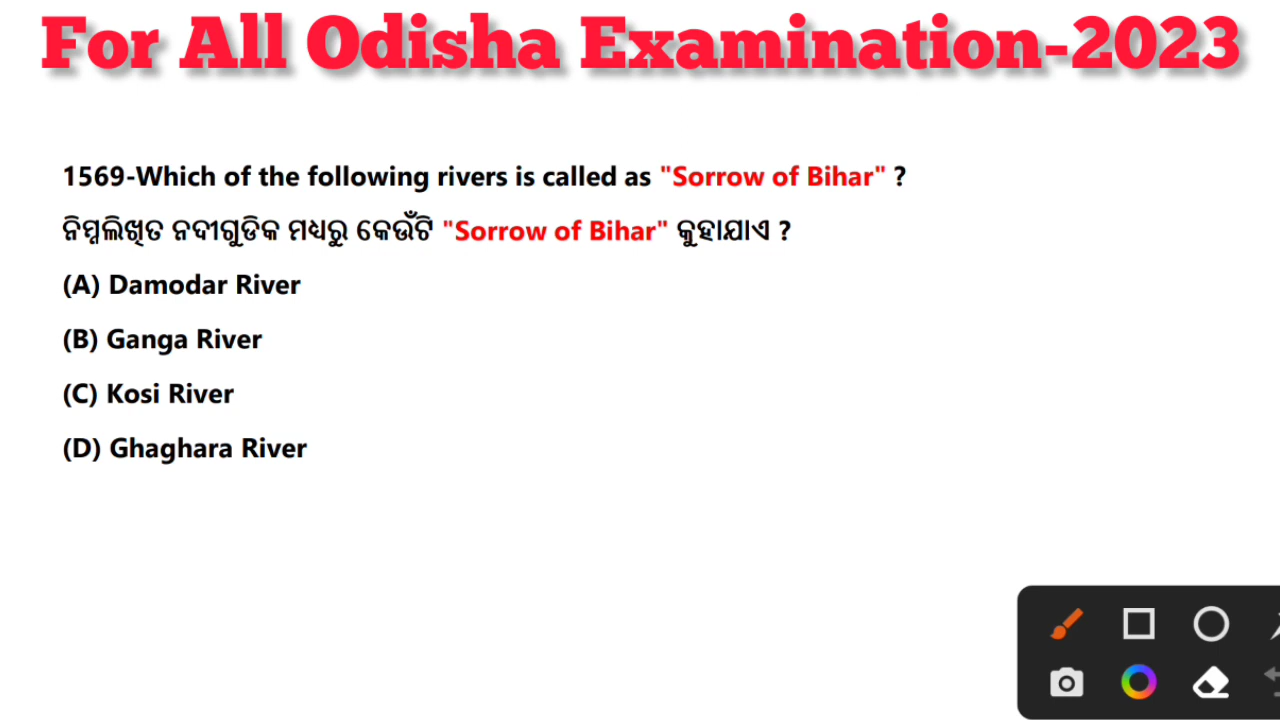 For All Odisha Examination-2023
1569-Which of the following rivers is called as "Sorrow of Bihar" ?
ନିମ୍ନଲିଖିତ ନଦୀଗୁଡିକ ମଧ୍ୟରୁ କେଉଁଟି "Sorrow of Bihar" କୁହାଯାଏ ?
(A) Damodar River
(B) Ganga River
(C) Kosi River
(D) Ghaghara River